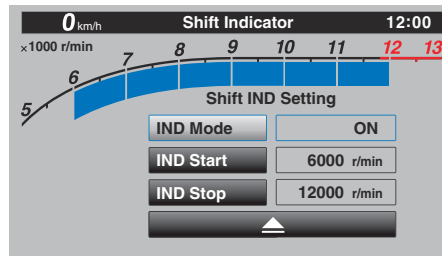 0 km/h Shift Indicator 12:00
×1000 r/min
5 6 7 8 9 10 11 12 13
Shift IND Setting
IND Mode ON
IND Start 6000 r/min
IND Stop 12000 r/min